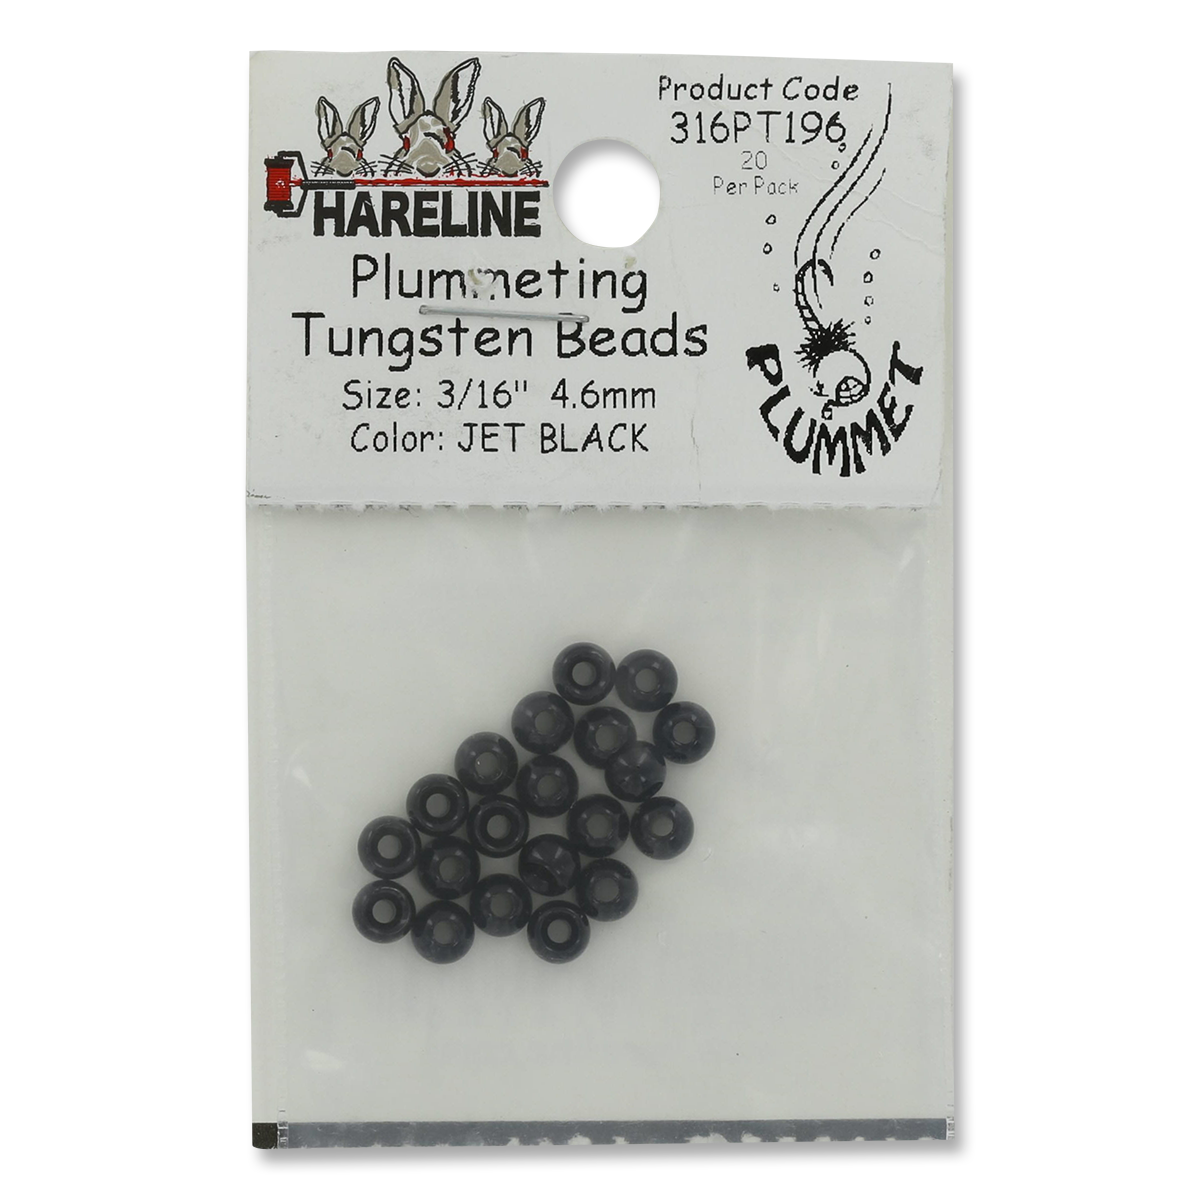 HARELINE
Product Code
316PT196
20
Per Pack
Plummeting
Tungsten Beads
Size: 3/16" 4.6mm
Color: JET BLACK
PLUMMET